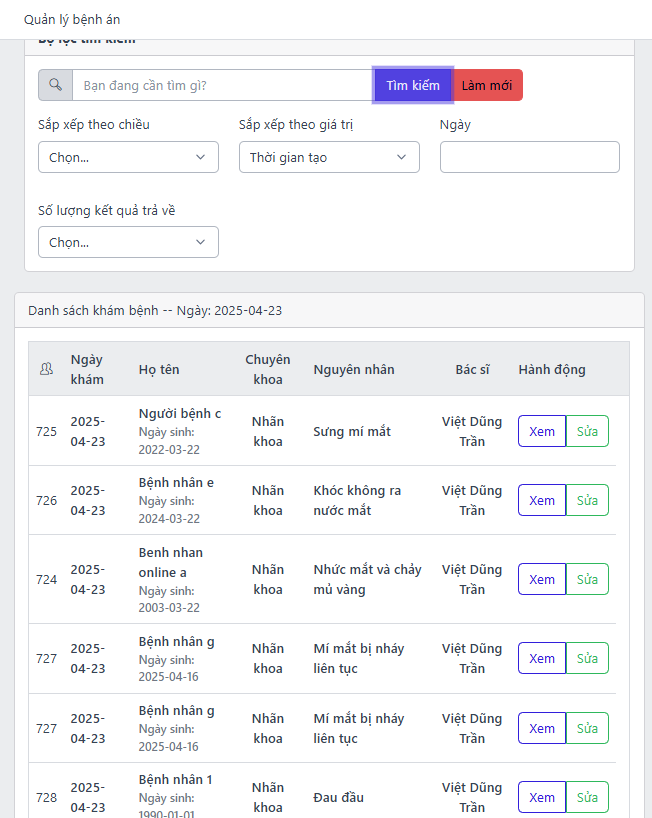 Quản lý bệnh án
Bộ lọc tìm kiếm
Bạn đang cần tìm gì?
Tìm kiếm
Làm mới
Sắp xếp theo chiều
Sắp xếp theo giá trị
Ngày
Chọn...
Thời gian tạo
Số lượng kết quả trả về
Chọn...
Danh sách khám bệnh -- Ngày: 2025-04-23
Ngày
khám
Họ tên
Chuyên
khoa
Nguyên nhân
Bác sĩ
Hành động
725
2025-
04-23
Người bệnh c
Ngày sinh:
2022-03-22
Nhãn
khoa
Sưng mí mắt
Việt Dũng
Trần
Xem
Sửa
726
2025-
04-23
Bệnh nhân e
Ngày sinh:
2024-03-22
Nhãn
khoa
Khóc không ra
nước mắt
Việt Dũng
Trần
Xem
Sửa
724
2025-
04-23
Benh nhan
online a
Ngày sinh:
2003-03-22
Nhãn
khoa
Nhức mắt và chảy
mủ vàng
Việt Dũng
Trần
Xem
Sửa
727
2025-
04-23
Bệnh nhân g
Ngày sinh:
2025-04-16
Nhãn
khoa
Mí mắt bị nháy
liên tục
Việt Dũng
Trần
Xem
Sửa
727
2025-
04-23
Bệnh nhân g
Ngày sinh:
2025-04-16
Nhãn
khoa
Mí mắt bị nháy
liên tục
Việt Dũng
Trần
Xem
Sửa
728
2025-
04-23
Bệnh nhân 1
Ngày sinh:
1990-01-01
Nhãn
khoa
Đau đầu
Việt Dũng
Trần
Xem
Sửa